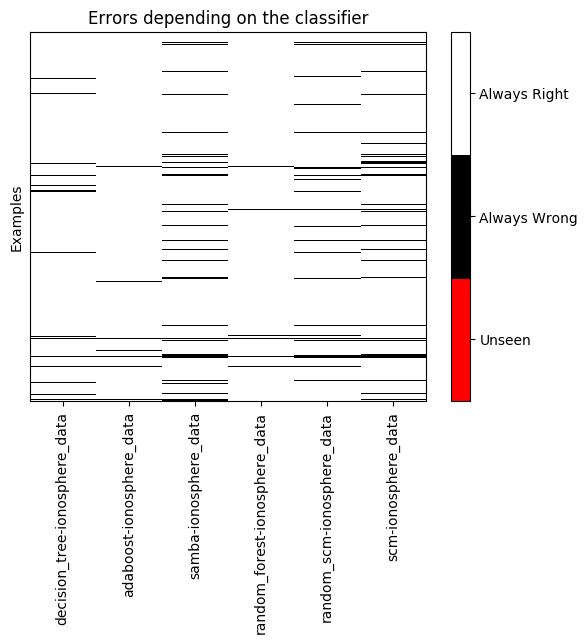 Errors depending on the classifier
Always Right
Always Wrong
Unseen
Examples
decision_tree-ionosphere_data
adaboost-ionosphere_data
samba-ionosphere_data
random_forest-ionosphere_data
random_scm-ionosphere_data
scm-ionosphere_data